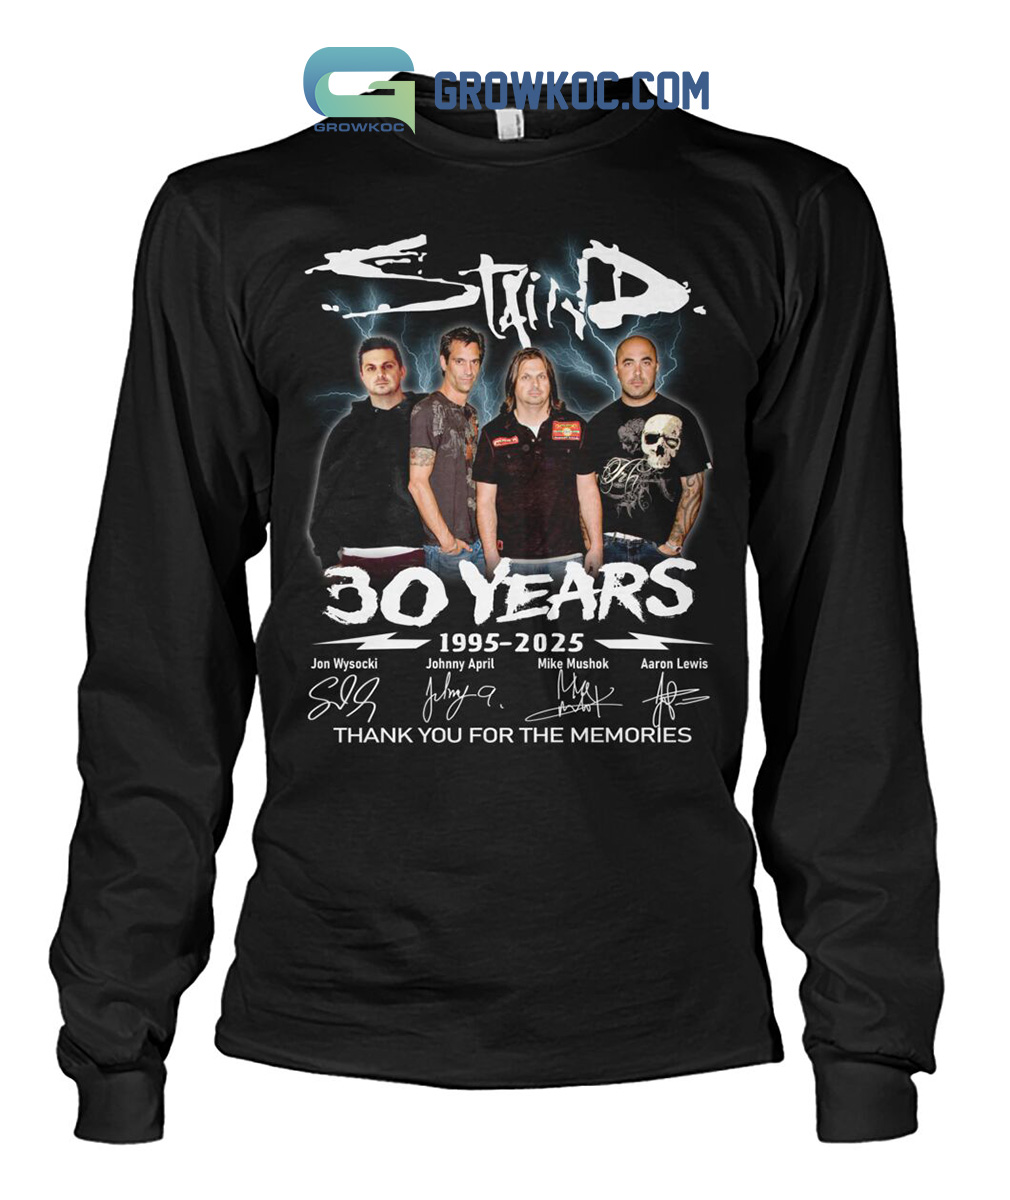 GROWKOC.COM
GROWKOC
STAIND
30 YEARS
1995-2025
Jon Wysocki Johnny April Mike Mushok Aaron Lewis
THANK YOU FOR THE MEMORIES